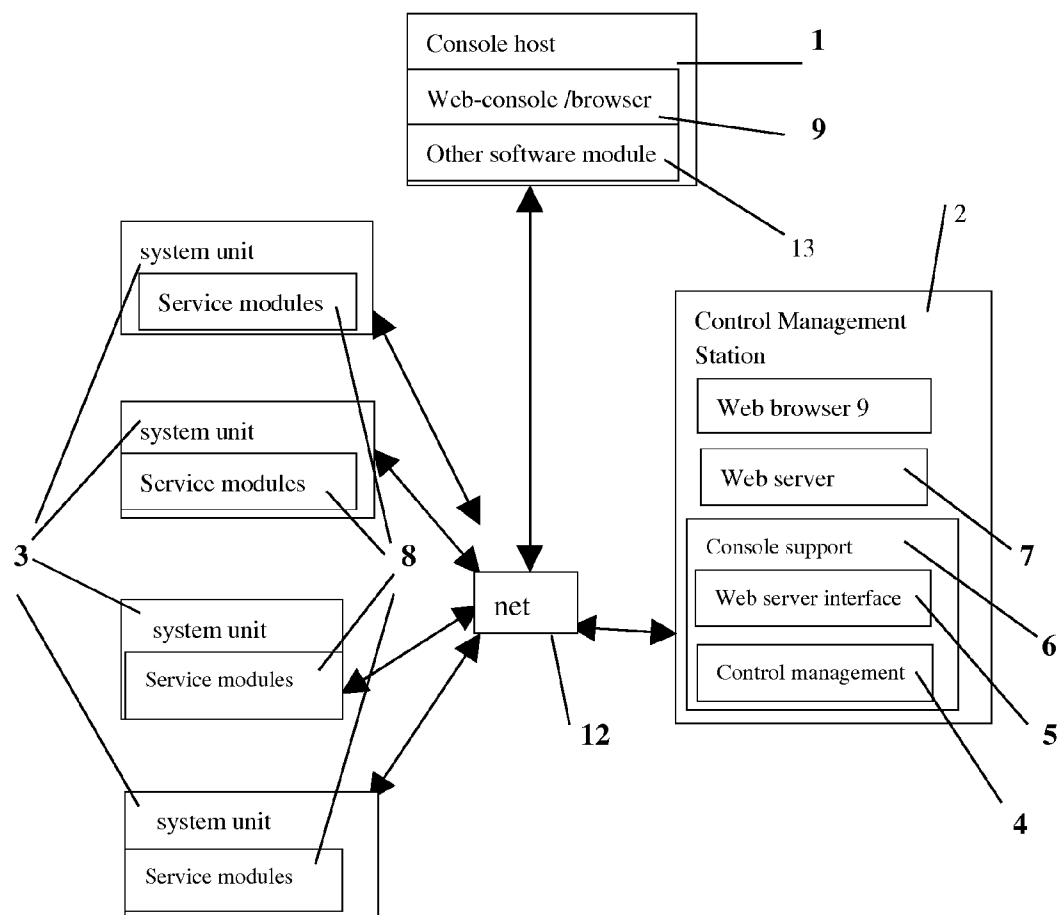 Console host
1
Web-console /browser
9
Other software module
13
2
system unit
Service modules
Control Management
Station
Web browser 9
system unit
Service modules
Web server
7
3
8
Console support
Web server interface
6
net
system unit
Service modules
Control management
12
5
4
system unit
Service modules